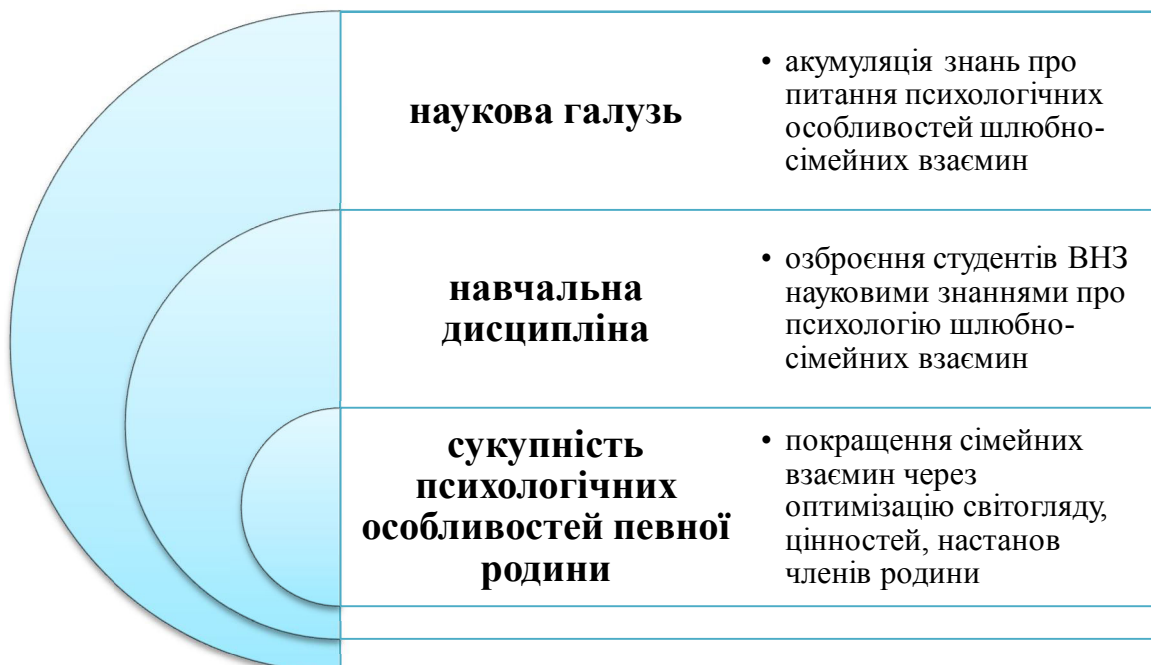 наукова галузь
• акумуляція знань про
питання психологічних
особливостей шлюбно-
сімейних взаємин
навчальна
дисципліна
• озброєння студентів ВНЗ
науковими знаннями про
психологію шлюбно-
сімейних взаємин
сукупність
психологічних
особливостей певної
родини
• покращення сімейних
взаємин через
оптимізацію світогляду,
цінностей, настанов
членів родини